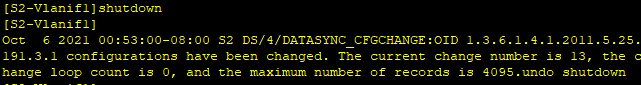 [S2-Vlanif1]shutdown
[S2-Vlanif1]
Oct  6 2021 00:53:00-08:00 S2 DS/4/DATASYNC_CFGCHANGE:OID 1.3.6.1.4.1.2011.5.25.
191.3.1 configurations have been changed. The current change number is 13, the c
hange loop count is 0, and the maximum number of records is 4095.undo shutdown